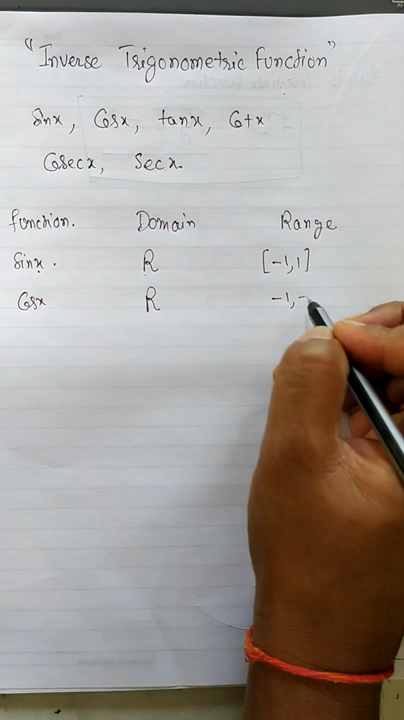 "Inverse Trigonometric Function"
Sinx, Cosx, tanx, Cotx
Cosecx, Secx.
function. Domain Range
Sinx. R [-1,1]
Cosx R -1,-